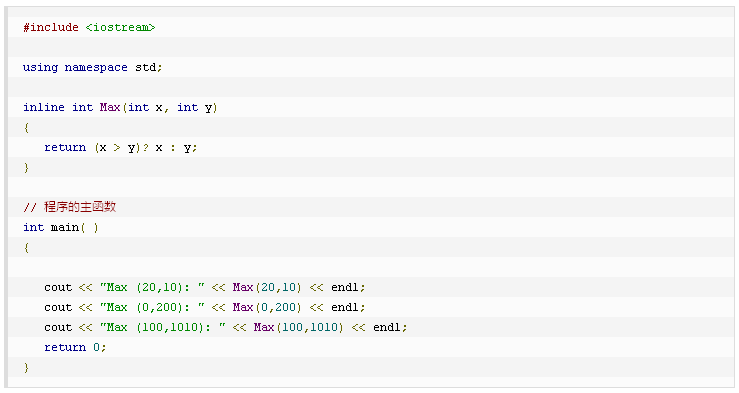 #include <iostream>
using namespace std;
inline int Max(int x, int y)
{
return (x > y)? x : y;
}
// 程序的主函数
int main( )
{
cout << "Max (20,10): " << Max(20,10) << endl;
cout << "Max (0,200): " << Max(0,200) << endl;
cout << "Max (100,1010): " << Max(100,1010) << endl;
return 0;
}